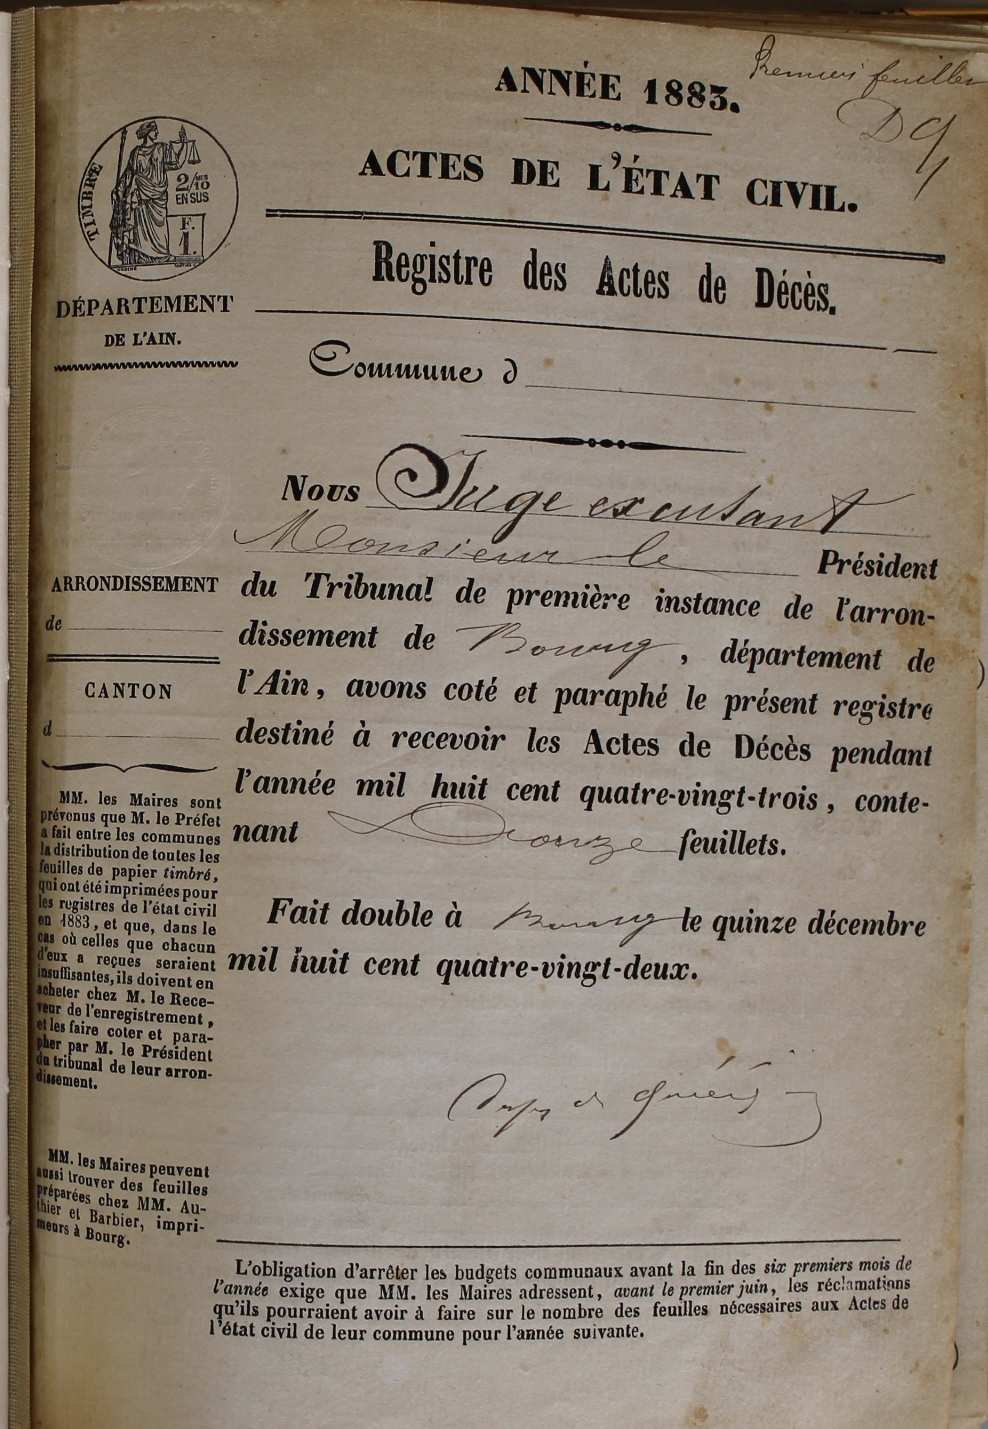 Premier feuillet
ANNÉE 1883.
ACTES DE L'ÉTAT CIVIL.
TIMBRE
2/10 MES
EN SUS
F.
1.
Registre des Actes de Décès.
DÉPARTEMENT
DE L'AIN.
Commune d
Nous Juge excutant
Monsieur le Président
du Tribunal de première instance de l'arron-
dissement de Bourg, département de
l'Ain, avons coté et paraphé le présent registre
destiné à recevoir les Actes de Décès pendant
l'année mil huit cent quatre-vingt-trois, conte-
nant Douze feuillets.
Fait double à Bourg le quinze décembre
mil huit cent quatre-vingt-deux.
ARRONDISSEMENT
de
CANTON
d
MM. les Maires sont
prévenus que M. le Préfet
a fait entre les communes
la distribution de toutes les
feuilles de papier timbré,
qui ont été imprimées pour
les registres de l'état civil
en 1883, et que, dans le
cas où celles que chacun
d'eux a reçues seraient
insuffisantes, ils doivent en
acheter chez M. le Rece-
veur de l'enregistrement,
et les faire coter et para-
pher par M. le Président
du tribunal de leur arron-
dissement.
MM. les Maires peuvent
aussi trouver des feuilles
préparées chez MM. Au-
thier et Barbier, impri-
meurs à Bourg.
L'obligation d'arrêter les budgets communaux avant la fin des six premiers mois de
l'année exige que MM. les Maires adressent, avant le premier juin, les réclamations
qu'ils pourraient avoir à faire sur le nombre des feuilles nécessaires aux Actes de
l'état civil de leur commune pour l'année suivante.